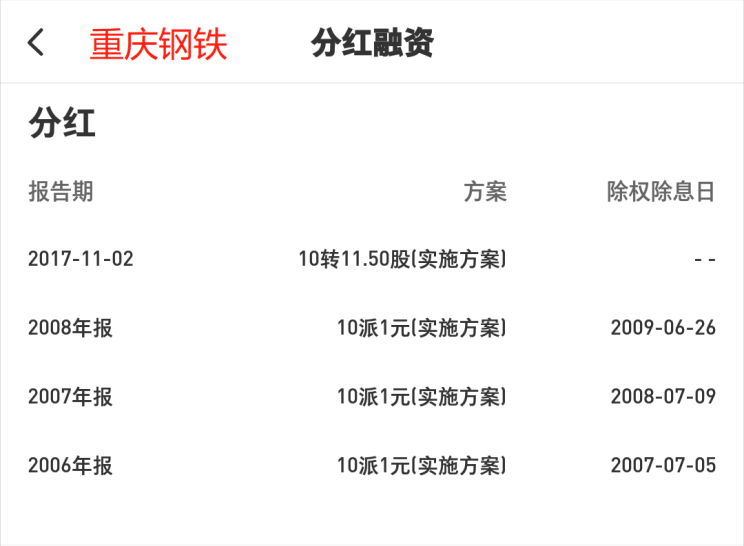 重庆钢铁 分红融资
分红
报告期 方案 除权除息日
2017-11-02 10转11.50股(实施方案) - -
2008年报 10派1元(实施方案) 2009-06-26
2007年报 10派1元(实施方案) 2008-07-09
2006年报 10派1元(实施方案) 2007-07-05